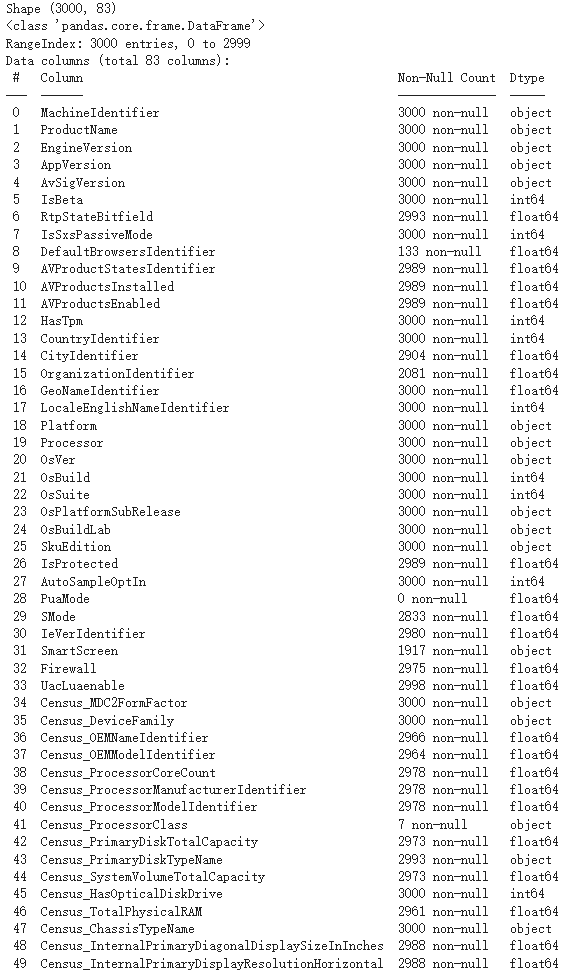 Shape (3000, 83)
<class 'pandas.core.frame.DataFrame'>
RangeIndex: 3000 entries, 0 to 2999
Data columns (total 83 columns):
 #   Column                                             Non-Null Count  Dtype
---  ------                                             --------------  -----
 0   MachineIdentifier                                  3000 non-null   object
 1   ProductName                                        3000 non-null   object
 2   EngineVersion                                      3000 non-null   object
 3   AppVersion                                         3000 non-null   object
 4   AvSigVersion                                       3000 non-null   object
 5   IsBeta                                             3000 non-null   int64
 6   RtpStateBitfield                                   2993 non-null   float64
 7   IsSxsPassiveMode                                   3000 non-null   int64
 8   DefaultBrowsersIdentifier                          133 non-null    float64
 9   AVProductStatesIdentifier                          2989 non-null   float64
 10  AVProductsInstalled                                2989 non-null   float64
 11  AVProductsEnabled                                  2989 non-null   float64
 12  HasTpm                                             3000 non-null   int64
 13  CountryIdentifier                                  3000 non-null   int64
 14  CityIdentifier                                     2904 non-null   float64
 15  OrganizationIdentifier                             2081 non-null   float64
 16  GeoNameIdentifier                                  3000 non-null   float64
 17  LocaleEnglishNameIdentifier                        3000 non-null   int64
 18  Platform                                           3000 non-null   object
 19  Processor                                          3000 non-null   object
 20  OsVer                                              3000 non-null   object
 21  OsBuild                                            3000 non-null   int64
 22  OsSuite                                            3000 non-null   int64
 23  OsPlatformSubRelease                               3000 non-null   object
 24  OsBuildLab                                         3000 non-null   object
 25  SkuEdition                                         3000 non-null   object
 26  IsProtected                                        2989 non-null   float64
 27  AutoSampleOptIn                                    3000 non-null   int64
 28  PuaMode                                            0 non-null      float64
 29  SMode                                              2833 non-null   float64
 30  IeVerIdentifier                                    2980 non-null   float64
 31  SmartScreen                                        1917 non-null   object
 32  Firewall                                           2975 non-null   float64
 33  UacLuaenable                                       2998 non-null   float64
 34  Census_MDC2FormFactor                              3000 non-null   object
 35  Census_DeviceFamily                                3000 non-null   object
 36  Census_OEMNameIdentifier                           2966 non-null   float64
 37  Census_OEMModelIdentifier                          2964 non-null   float64
 38  Census_ProcessorCoreCount                          2978 non-null   float64
 39  Census_ProcessorManufacturerIdentifier             2978 non-null   float64
 40  Census_ProcessorModelIdentifier                    2978 non-null   float64
 41  Census_ProcessorClass                              7 non-null      object
 42  Census_PrimaryDiskTotalCapacity                    2973 non-null   float64
 43  Census_PrimaryDiskTypeName                         2993 non-null   object
 44  Census_SystemVolumeTotalCapacity                   2973 non-null   float64
 45  Census_HasOpticalDiskDrive                         3000 non-null   int64
 46  Census_TotalPhysicalRAM                            2961 non-null   float64
 47  Census_ChassisTypeName                             3000 non-null   object
 48  Census_InternalPrimaryDiagonalDisplaySizeInInches  2988 non-null   float64
 49  Census_InternalPrimaryDisplayResolutionHorizontal  2988 non-null   float64